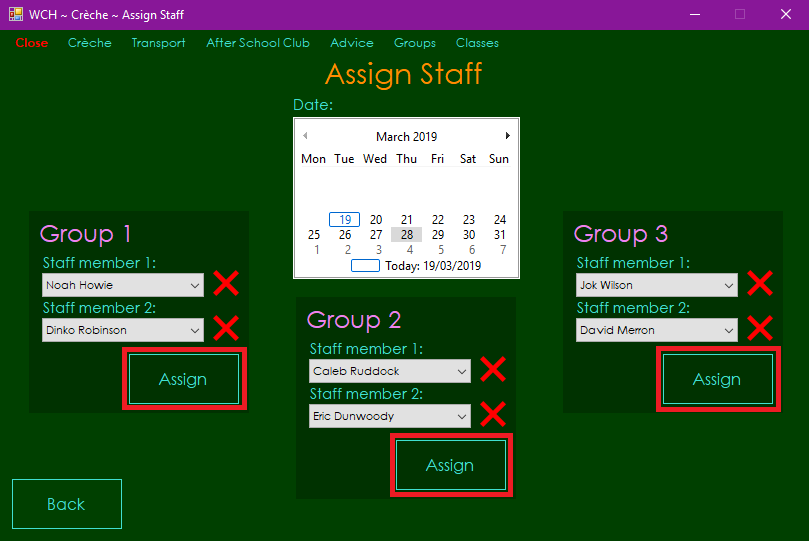 WCH ~ Crèche ~ Assign Staff
Close Crèche Transport After School Club Advice Groups Classes
Assign Staff
Date:
March 2019
Mon Tue Wed Thu Fri Sat Sun
19 20 21 22 23 24
25 26 27 28 29 30 31
1 2 3 4 5 6 7
Today: 19/03/2019
Group 1
Staff member 1:
Noah Howie
Staff member 2:
Dinko Robinson
Assign
Group 2
Staff member 1:
Caleb Ruddock
Staff member 2:
Eric Dunwoody
Assign
Group 3
Staff member 1:
Jok Wilson
Staff member 2:
David Merron
Assign
Back